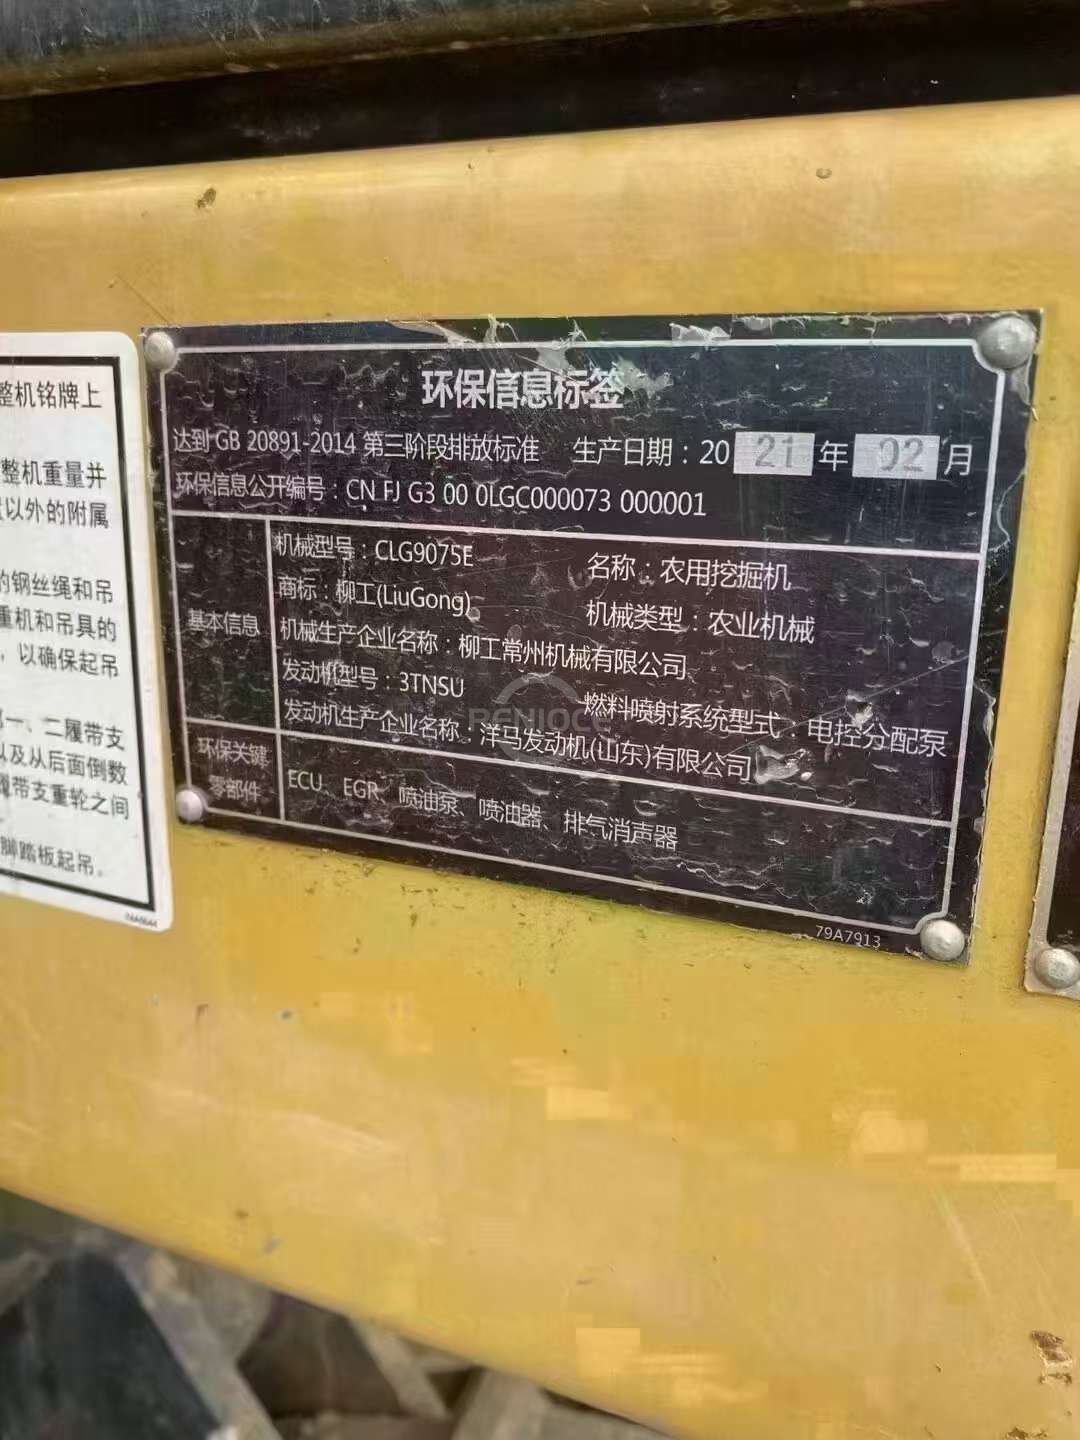 整机铭牌上
整机重量并
以外的附属
的钢丝绳和吊
重机和吊具的
，以确保起吊
一、二履带支
以及从后面倒数
履带支重轮之间
脚踏板起吊。
环保信息标签
达到 GB 20891-2014 第三阶段排放标准 生产日期：20 21 年 02 月
环保信息公开编号：CN FJ G3 00 0LGC000073 000001
基本信息
机械型号：CLG9075E 名称：农用挖掘机
商标：柳工(LiuGong) 机械类型：农业机械
机械生产企业名称：柳工常州机械有限公司
发动机型号：3TNSU 燃料喷射系统型式：电控分配泵
发动机生产企业名称：洋马发动机(山东)有限公司
环保关键
零部件
ECU、EGR、喷油泵、喷油器、排气消声器
79A7913